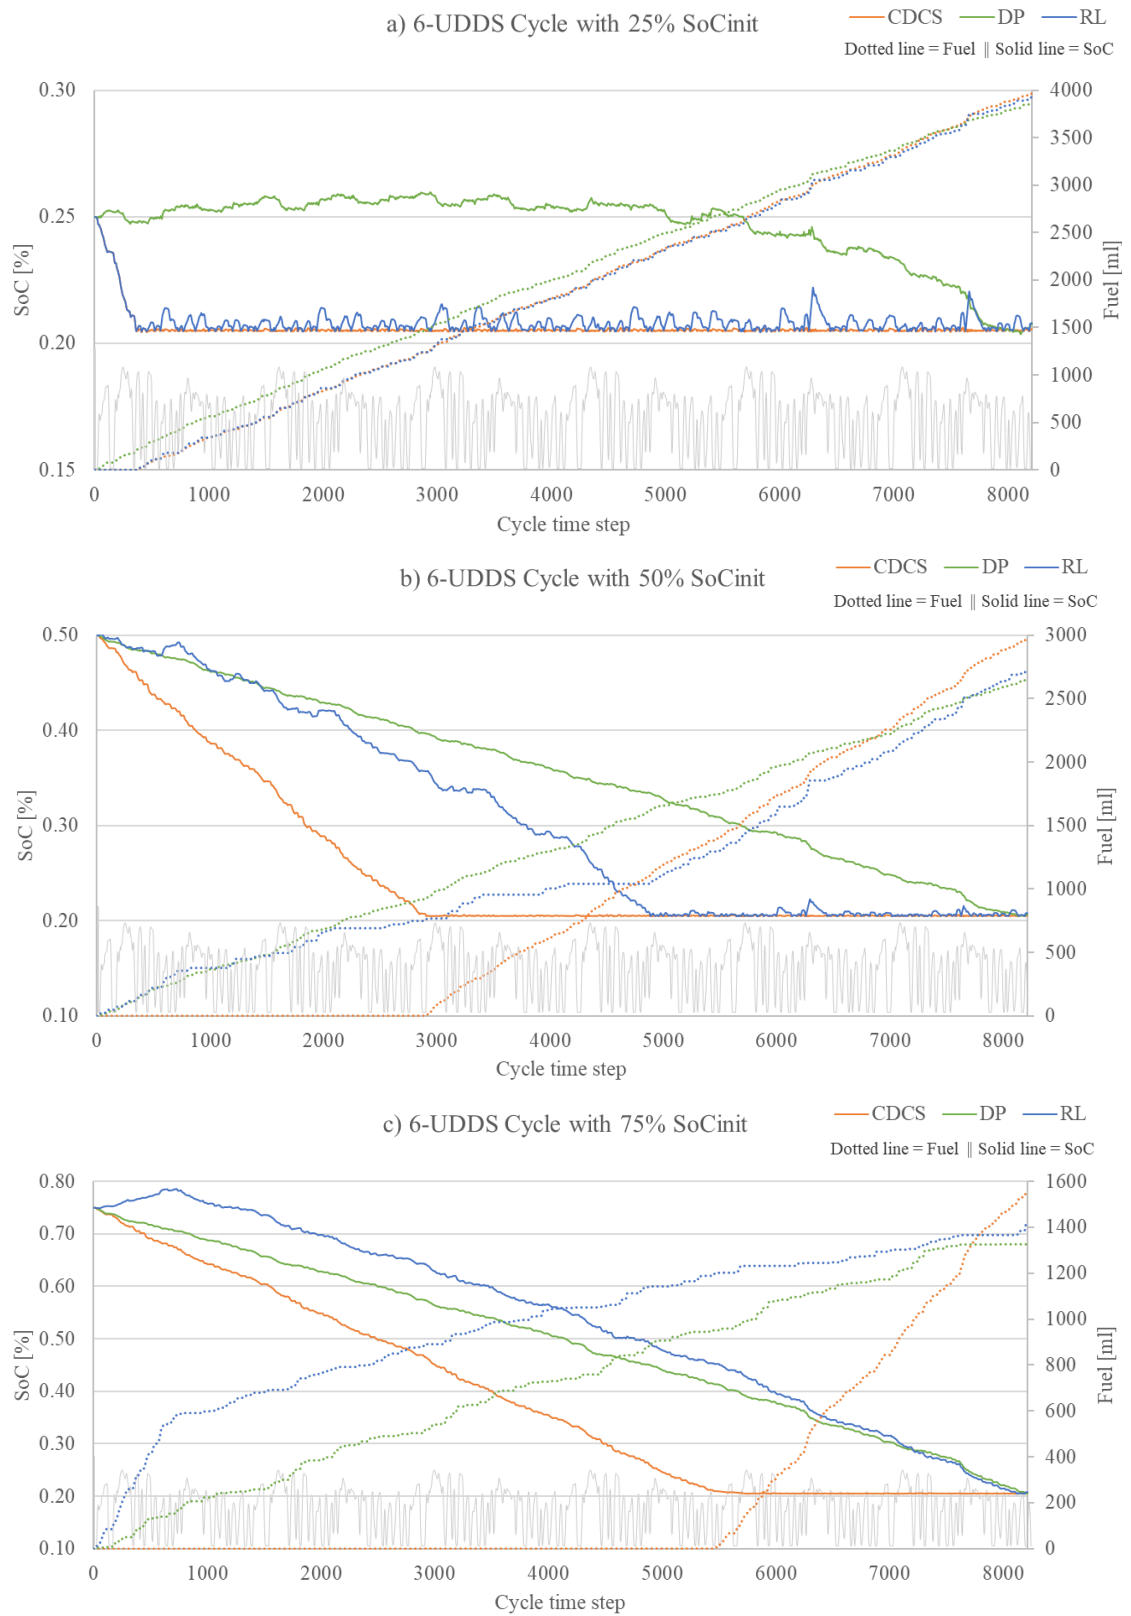 a) 6-UDDS Cycle with 25% SoCinit
CDCS DP RL
Dotted line = Fuel || Solid line = SoC
0.30
0.25
0.20
0.15
SoC [%]
4000
3500
3000
2500
2000
1500
1000
500
0
Fuel [ml]
0 1000 2000 3000 4000 5000 6000 7000 8000
Cycle time step
b) 6-UDDS Cycle with 50% SoCinit
CDCS DP RL
Dotted line = Fuel || Solid line = SoC
0.50
0.40
0.30
0.20
0.10
SoC [%]
3000
2500
2000
1500
1000
500
0
Fuel [ml]
0 1000 2000 3000 4000 5000 6000 7000 8000
Cycle time step
c) 6-UDDS Cycle with 75% SoCinit
CDCS DP RL
Dotted line = Fuel || Solid line = SoC
0.80
0.70
0.60
0.50
0.40
0.30
0.20
0.10
SoC [%]
1600
1400
1200
1000
800
600
400
200
0
Fuel [ml]
0 1000 2000 3000 4000 5000 6000 7000 8000
Cycle time step